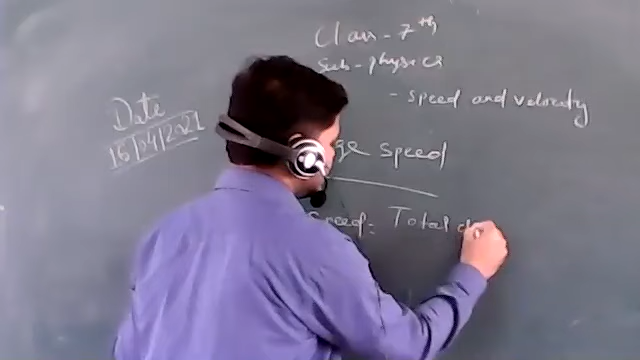 Class - 7th
Sub - physics
- speed and velocity
Date
16/04/2021
ge speed
Speed = Total d